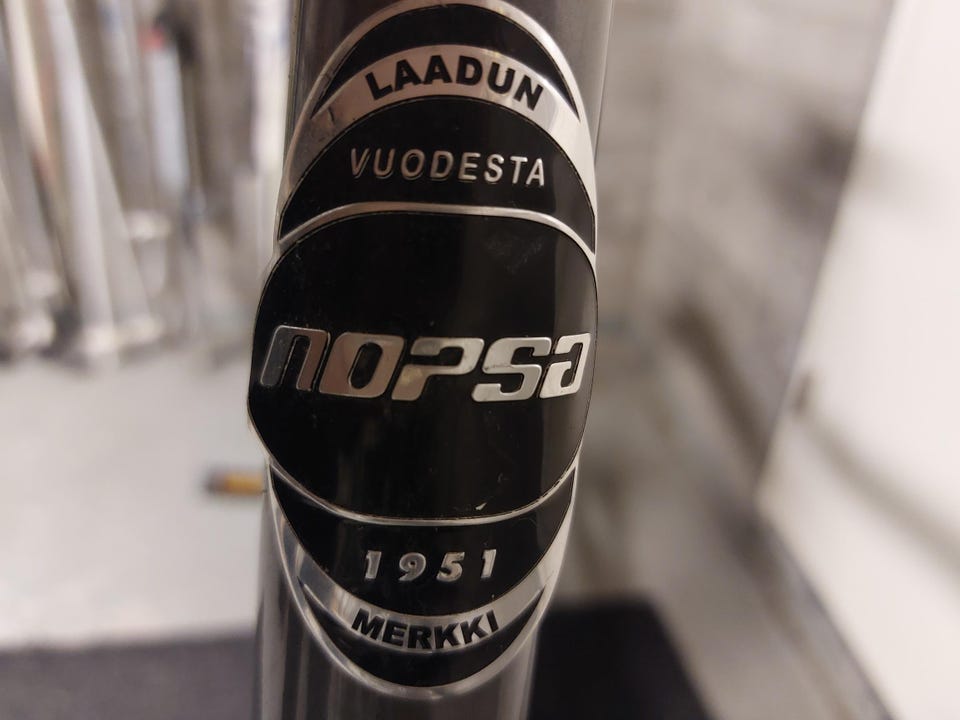 LAADUN
VUODESTA
nopsa
1951
MERKKI